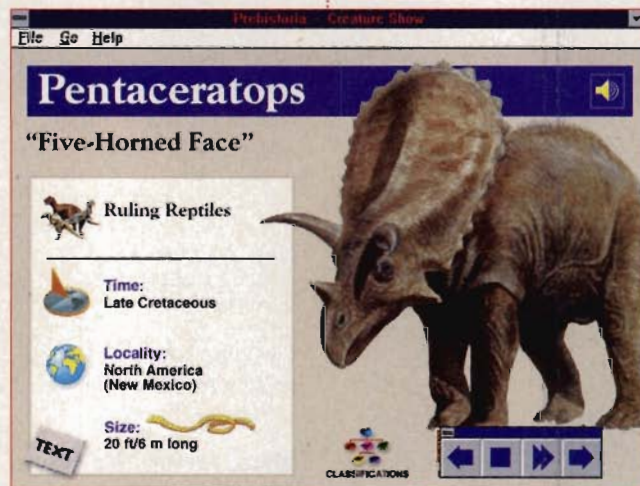 Prehistoria - Creature Show
File Go Help
Pentaceratops
“Five-Horned Face”
Ruling Reptiles
Time:
Late Cretaceous
Locality:
North America
(New Mexico)
Size:
20 ft/6 m long
TEXT
CLASSIFICATIONS